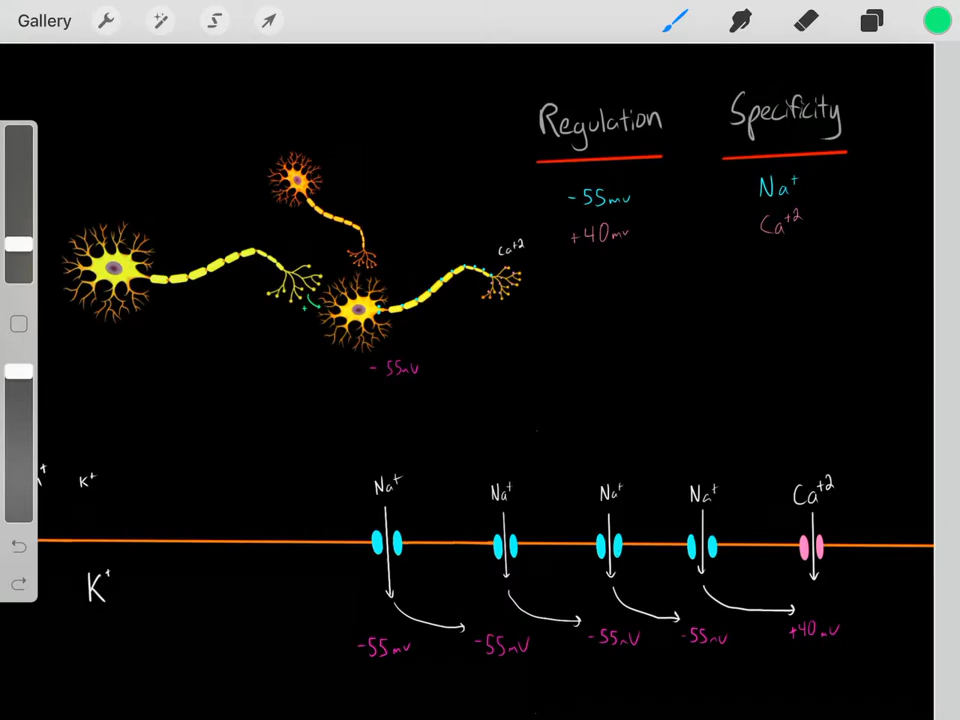 Gallery
Regulation
Specificity
-55mv
Na+
+40mv
Ca+2
Ca+2
+
- 55mV
K+
Na+
Na+
Na+
Na+
Ca+2
K+
-55mv
-55mV
-55mV
-55mv
+40mV